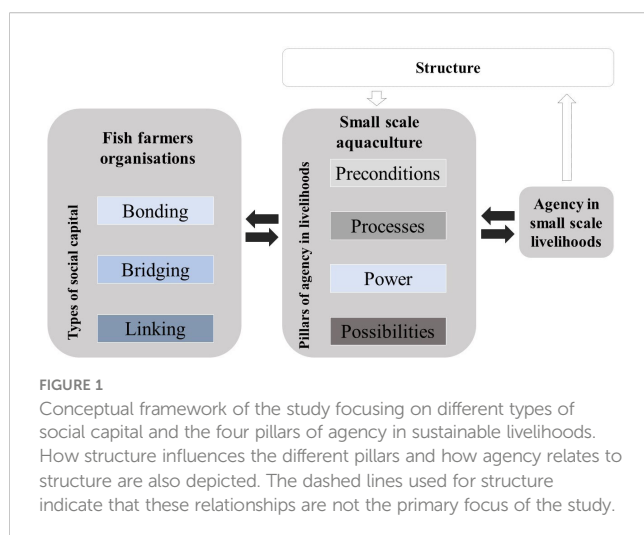 Structure
Fish farmers
organisations
Types of social capital
Bonding
Bridging
Linking
Small scale
aquaculture
Pillars of agency in livelihoods
Preconditions
Processes
Power
Possibilities
Agency in
small scale
livelihoods
FIGURE 1
Conceptual framework of the study focusing on different types of
social capital and the four pillars of agency in sustainable livelihoods.
How structure influences the different pillars and how agency relates to
structure are also depicted. The dashed lines used for structure
indicate that these relationships are not the primary focus of the study.